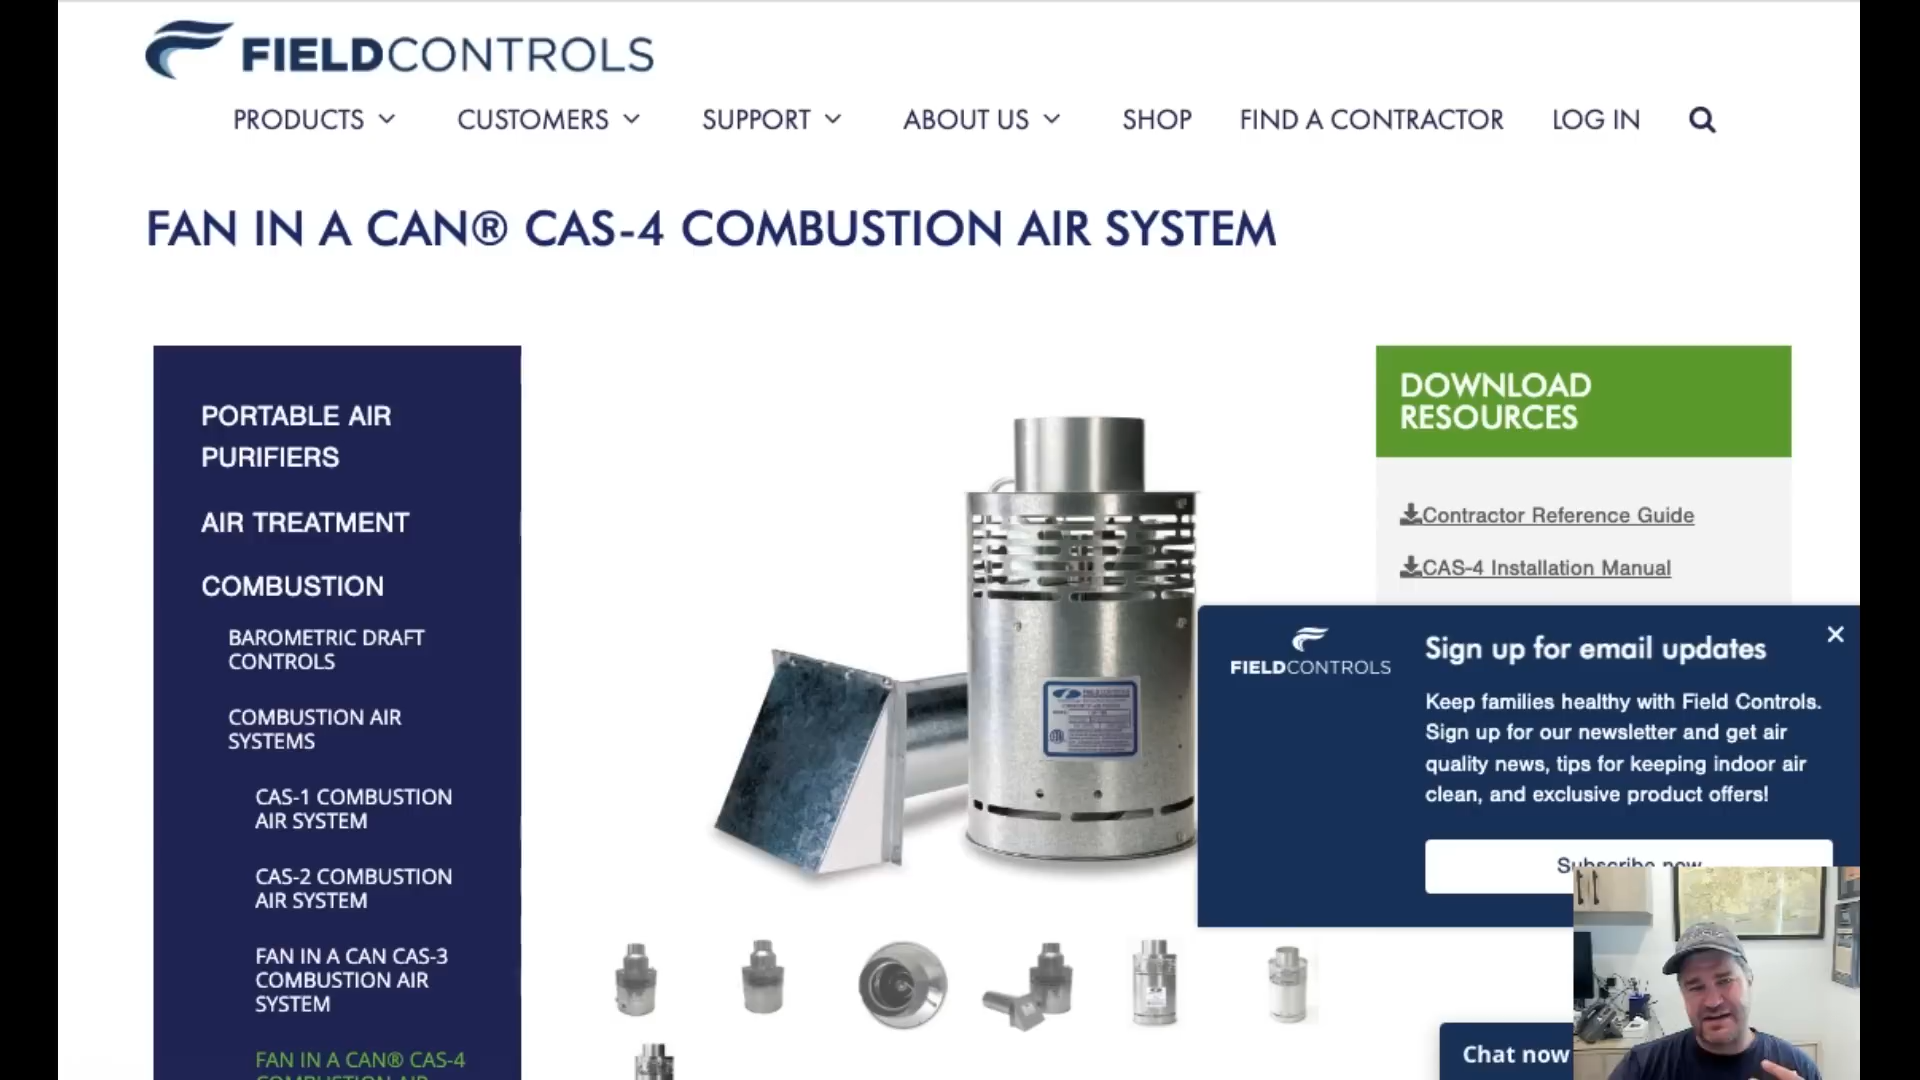 FIELDCONTROLS
PRODUCTS
CUSTOMERS
SUPPORT
ABOUT US
SHOP
FIND A CONTRACTOR
LOG IN
FAN IN A CAN® CAS-4 COMBUSTION AIR SYSTEM
PORTABLE AIR
PURIFIERS
AIR TREATMENT
COMBUSTION
BAROMETRIC DRAFT
CONTROLS
COMBUSTION AIR
SYSTEMS
CAS-1 COMBUSTION
AIR SYSTEM
CAS-2 COMBUSTION
AIR SYSTEM
FAN IN A CAN CAS-3
COMBUSTION AIR
SYSTEM
FAN IN A CAN® CAS-4
COMBUSTION AIR
DOWNLOAD
RESOURCES
Contractor Reference Guide
CAS-4 Installation Manual
FIELDCONTROLS
Sign up for email updates
Keep families healthy with Field Controls.
Sign up for our newsletter and get air
quality news, tips for keeping indoor air
clean, and exclusive product offers!
Subscribe now
Chat now